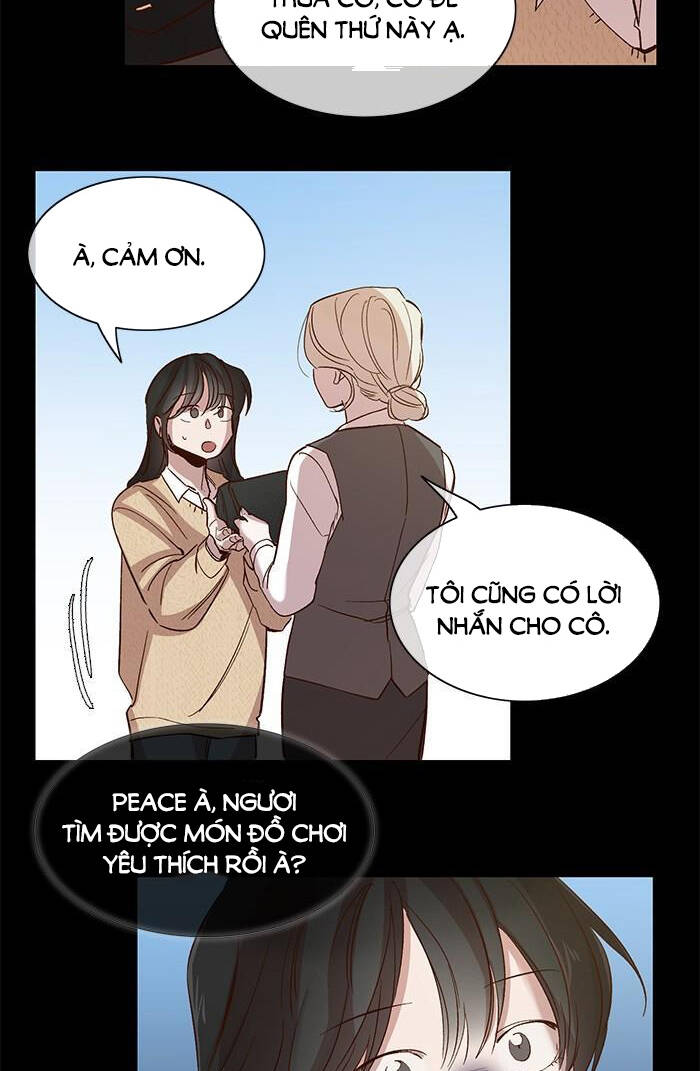 QUÊN THỨ NÀY Ạ.
À, CẢM ƠN.
TÔI CŨNG CÓ LỜI
NHẮN CHO CÔ.
PEACE À, NGƯƠI
TÌM ĐƯỢC MÓN ĐỒ CHƠI
YÊU THÍCH RỒI À?